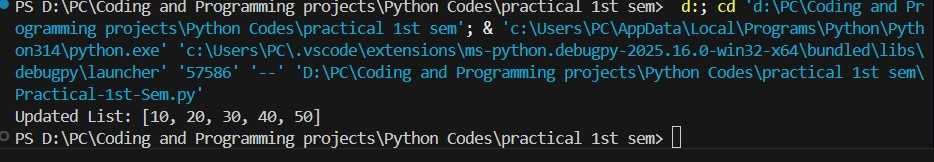 PS D:\PC\Coding and Programming projects\Python Codes\practical 1st sem>  d:; cd 'd:\PC\Coding and Pr
ogramming projects\Python Codes\practical 1st sem'; & 'c:\Users\PC\AppData\Local\Programs\Python\Pyth
on314\python.exe' 'c:\Users\PC\.vscode\extensions\ms-python.debugpy-2025.16.0-win32-x64\bundled\libs\
debugpy\launcher' '57586' '--' 'D:\PC\Coding and Programming projects\Python Codes\practical 1st sem\
Practical-1st-Sem.py'
Updated List: [10, 20, 30, 40, 50]
PS D:\PC\Coding and Programming projects\Python Codes\practical 1st sem>